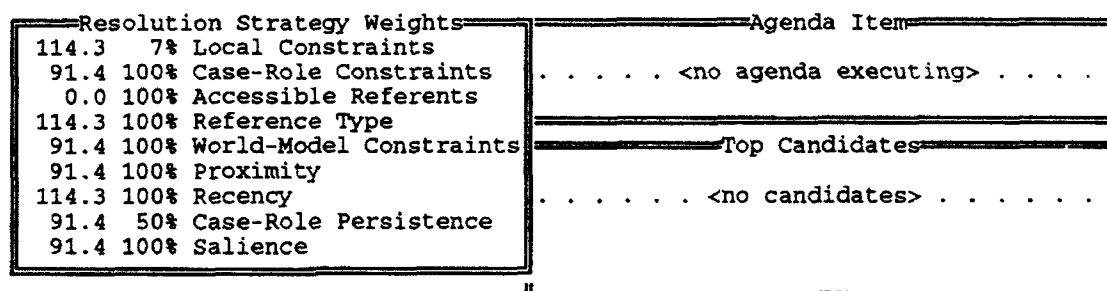 Resolution Strategy Weights
114.3 7% Local Constraints
91.4 100% Case-Role Constraints
0.0 100% Accessible Referents
114.3 100% Reference Type
91.4 100% World-Model Constraints
91.4 100% Proximity
114.3 100% Recency
91.4 50% Case-Role Persistence
91.4 100% Salience
Agenda Item
. . . . . <no agenda executing> . . . .
Top Candidates
. . . . . . <no candidates> . . . . . .